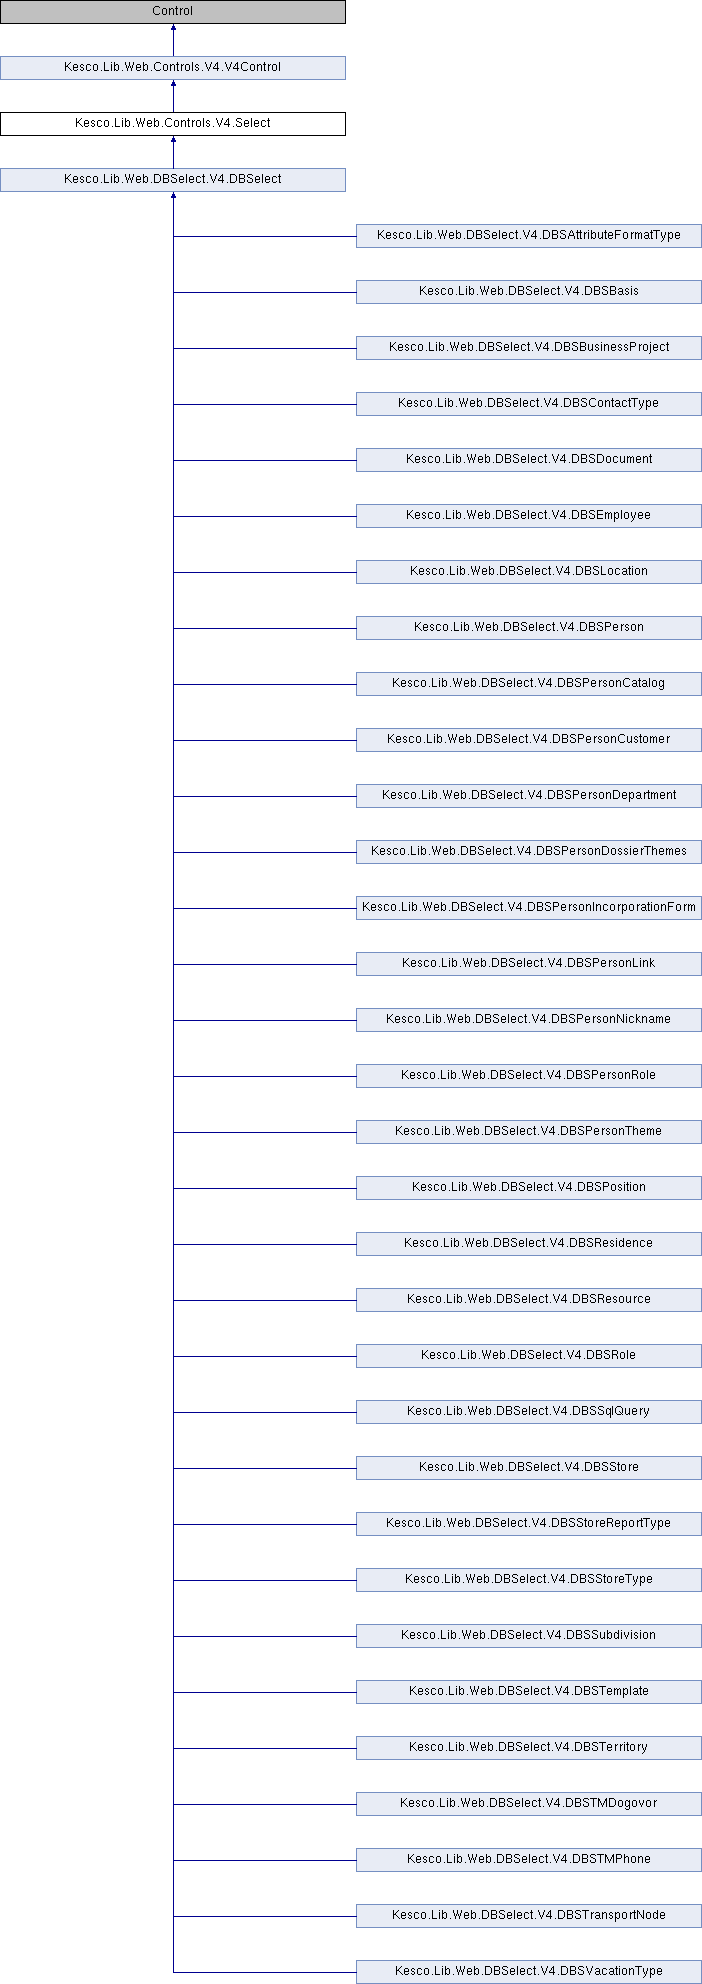 Control
Kesco.Lib.Web.Controls.V4.V4Control
Kesco.Lib.Web.Controls.V4.Select
Kesco.Lib.Web.DBSelect.V4.DBSelect
Kesco.Lib.Web.DBSelect.V4.DBSAttributeFormatType
Kesco.Lib.Web.DBSelect.V4.DBSBasis
Kesco.Lib.Web.DBSelect.V4.DBSBusinessProject
Kesco.Lib.Web.DBSelect.V4.DBSContactType
Kesco.Lib.Web.DBSelect.V4.DBSDocument
Kesco.Lib.Web.DBSelect.V4.DBSEmployee
Kesco.Lib.Web.DBSelect.V4.DBSLocation
Kesco.Lib.Web.DBSelect.V4.DBSPerson
Kesco.Lib.Web.DBSelect.V4.DBSPersonCatalog
Kesco.Lib.Web.DBSelect.V4.DBSPersonCustomer
Kesco.Lib.Web.DBSelect.V4.DBSPersonDepartment
Kesco.Lib.Web.DBSelect.V4.DBSPersonDossierThemes
Kesco.Lib.Web.DBSelect.V4.DBSPersonIncorporationForm
Kesco.Lib.Web.DBSelect.V4.DBSPersonLink
Kesco.Lib.Web.DBSelect.V4.DBSPersonNickname
Kesco.Lib.Web.DBSelect.V4.DBSPersonRole
Kesco.Lib.Web.DBSelect.V4.DBSPersonTheme
Kesco.Lib.Web.DBSelect.V4.DBSPosition
Kesco.Lib.Web.DBSelect.V4.DBSResidence
Kesco.Lib.Web.DBSelect.V4.DBSResource
Kesco.Lib.Web.DBSelect.V4.DBSRole
Kesco.Lib.Web.DBSelect.V4.DBSSqlQuery
Kesco.Lib.Web.DBSelect.V4.DBSStore
Kesco.Lib.Web.DBSelect.V4.DBSStoreReportType
Kesco.Lib.Web.DBSelect.V4.DBSStoreType
Kesco.Lib.Web.DBSelect.V4.DBSSubdivision
Kesco.Lib.Web.DBSelect.V4.DBSTemplate
Kesco.Lib.Web.DBSelect.V4.DBSTerritory
Kesco.Lib.Web.DBSelect.V4.DBSTMDogovor
Kesco.Lib.Web.DBSelect.V4.DBSTMPhone
Kesco.Lib.Web.DBSelect.V4.DBSTransportNode
Kesco.Lib.Web.DBSelect.V4.DBSVacationType